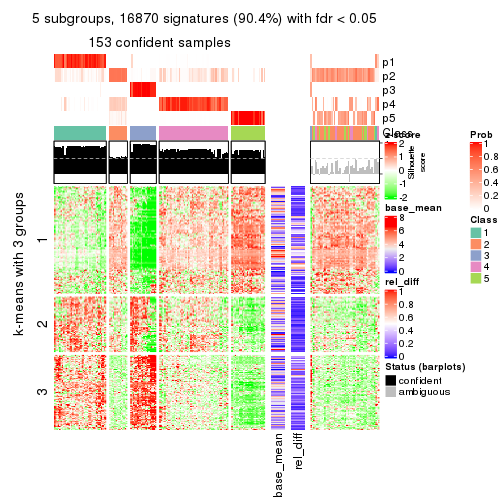 5 subgroups, 16870 signatures (90.4%) with fdr < 0.05
153 confident samples
p1
p2
p3
p4
p5
Class
Silhouette
score
z-score
2
1
0
-1
-2
base_mean
8
6
4
2
0
rel_diff
1
0.8
0.6
0.4
0.2
0
Prob
1
0.8
0.6
0.4
0.2
0
Class
1
2
3
4
5
Status (barplots)
confident
ambiguous
k-means with 3 groups
1
2
3
base_mean
rel_diff